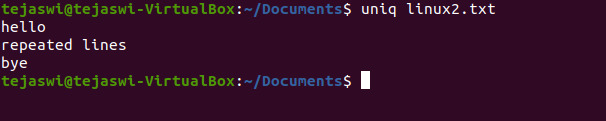 tejaswi@tejaswi-VirtualBox:~/Documents$ uniq linux2.txt
hello
repeated lines
bye
tejaswi@tejaswi-VirtualBox:~/Documents$